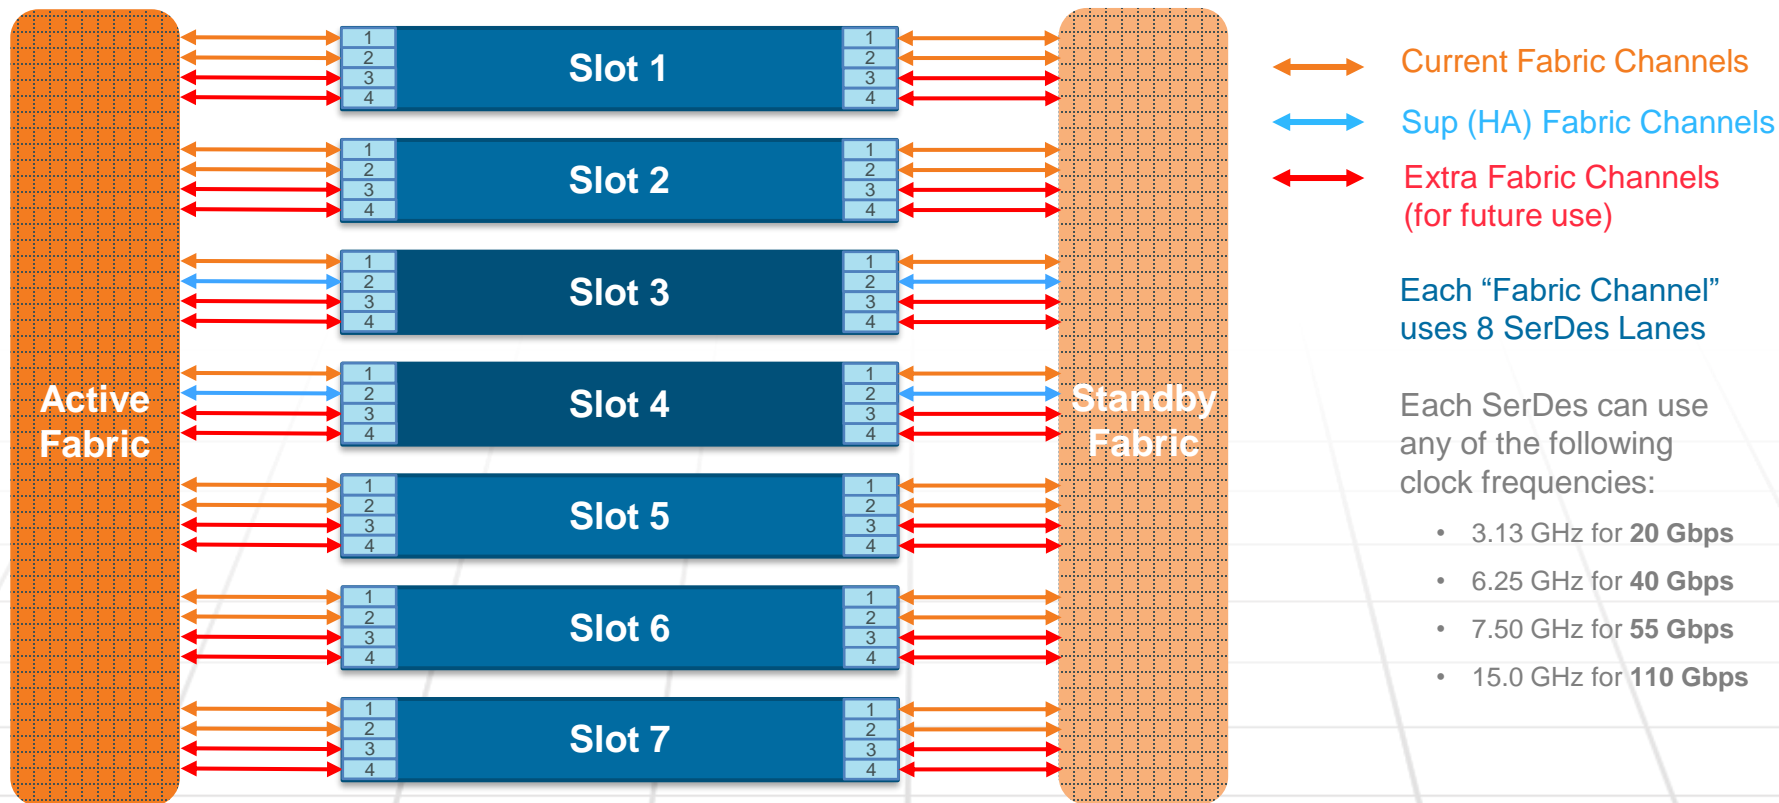 Active
Fabric
1
2
3
4
Slot 1
1
2
3
4
1
2
3
4
Slot 2
1
2
3
4
1
2
3
4
Slot 3
1
2
3
4
1
2
3
4
Slot 4
1
2
3
4
1
2
3
4
Slot 5
1
2
3
4
1
2
3
4
Slot 6
1
2
3
4
1
2
3
4
Slot 7
1
2
3
4
Standby
Fabric
Current Fabric Channels
Sup (HA) Fabric Channels
Extra Fabric Channels
(for future use)
Each “Fabric Channel”
uses 8 SerDes Lanes
Each SerDes can use
any of the following
clock frequencies:
• 3.13 GHz for 20 Gbps
• 6.25 GHz for 40 Gbps
• 7.50 GHz for 55 Gbps
• 15.0 GHz for 110 Gbps